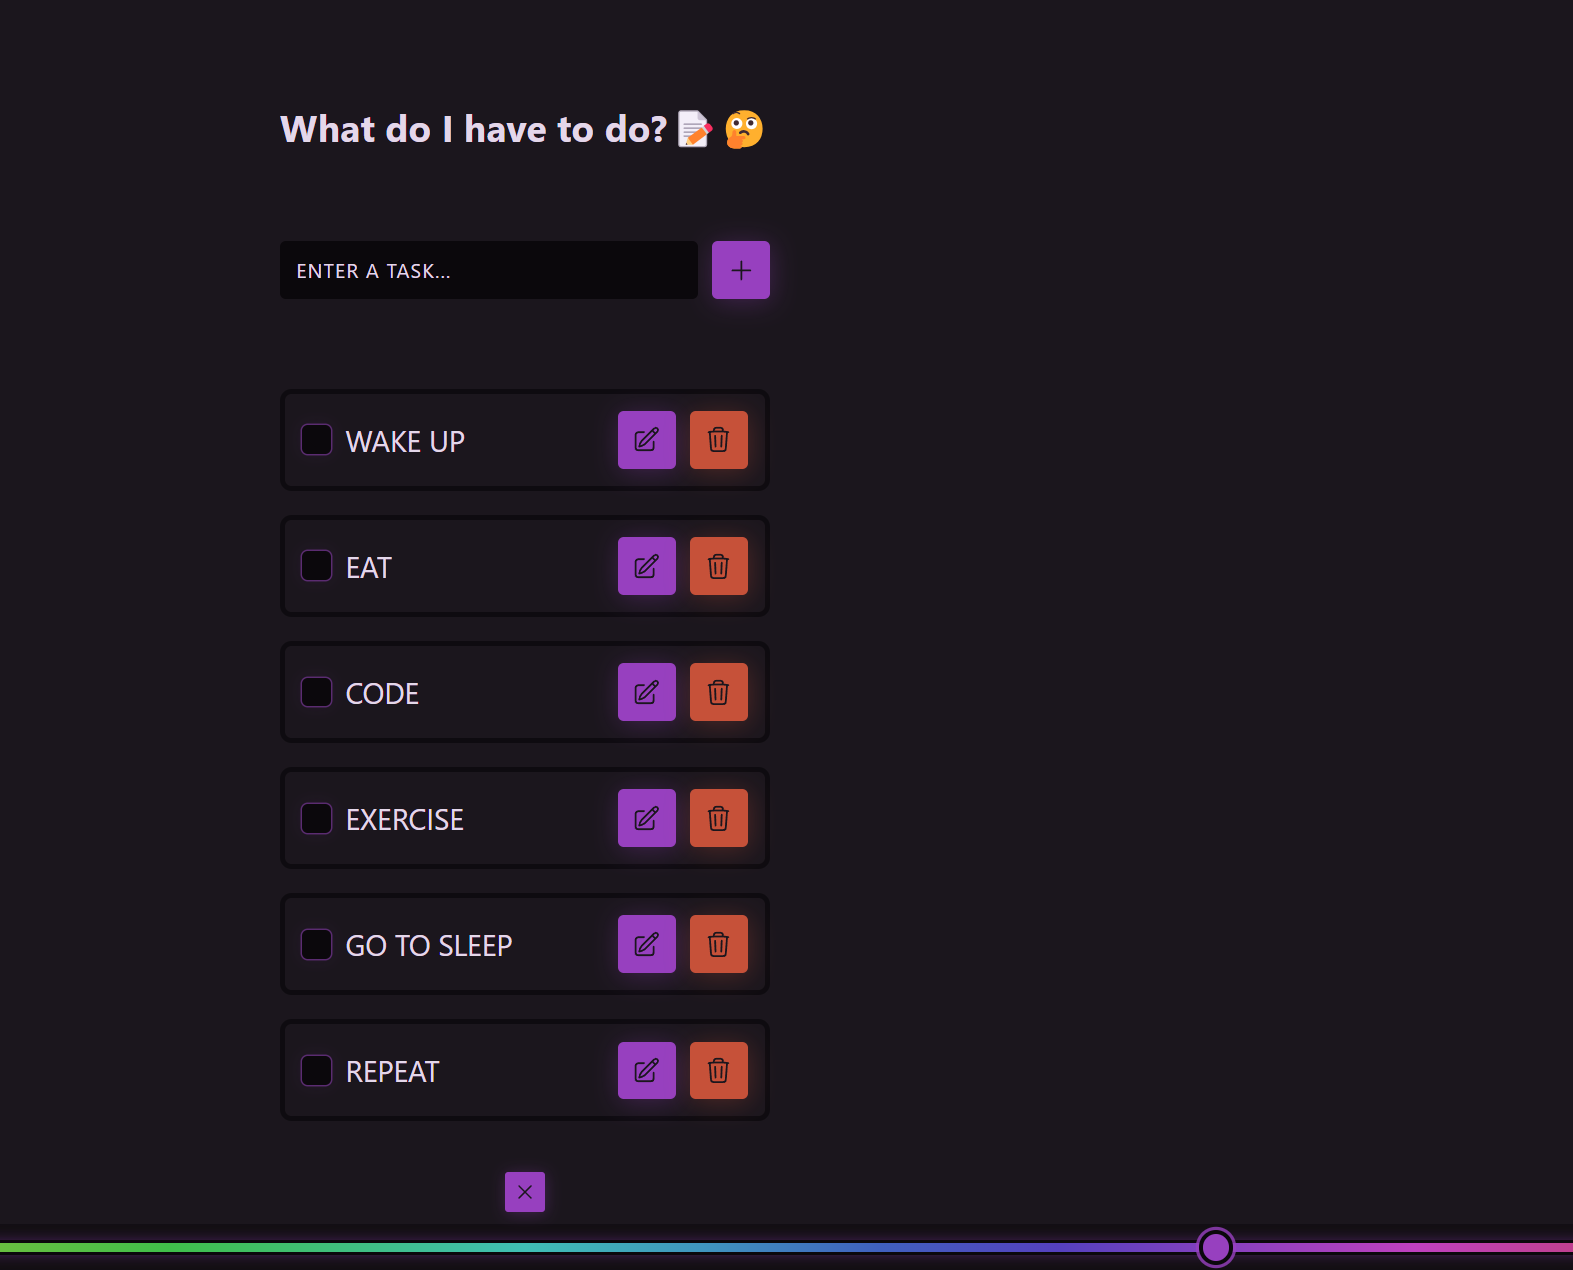 What do I have to do? 📝 🤔
ENTER A TASK...
WAKE UP
EAT
CODE
EXERCISE
GO TO SLEEP
REPEAT